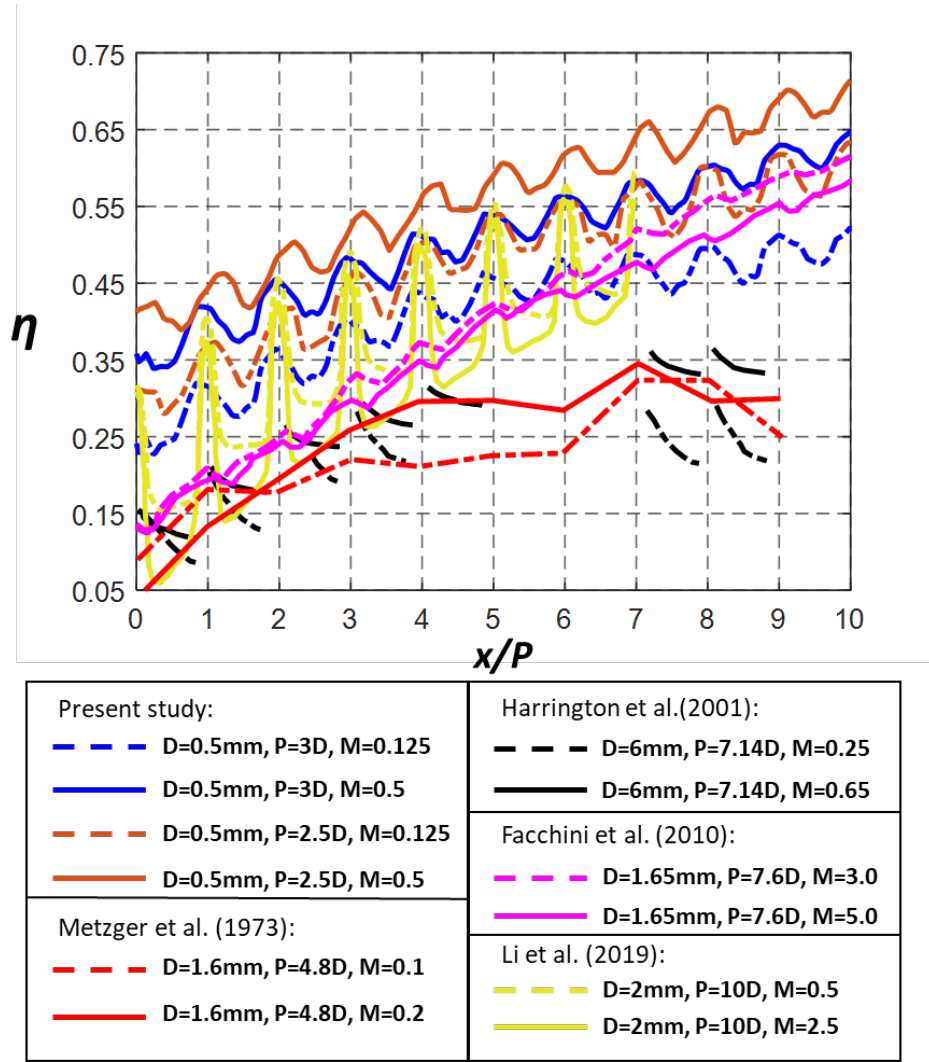 0.75
0.65
0.55
0.45
0.35
0.25
0.15
0.05
η
0 1 2 3 4 5 6 7 8 9 10
x/P
Present study:
D=0.5mm, P=3D, M=0.125
D=0.5mm, P=3D, M=0.5
D=0.5mm, P=2.5D, M=0.125
D=0.5mm, P=2.5D, M=0.5
Metzger et al. (1973):
D=1.6mm, P=4.8D, M=0.1
D=1.6mm, P=4.8D, M=0.2
Harrington et al.(2001):
D=6mm, P=7.14D, M=0.25
D=6mm, P=7.14D, M=0.65
Facchini et al. (2010):
D=1.65mm, P=7.6D, M=3.0
D=1.65mm, P=7.6D, M=5.0
Li et al. (2019):
D=2mm, P=10D, M=0.5
D=2mm, P=10D, M=2.5